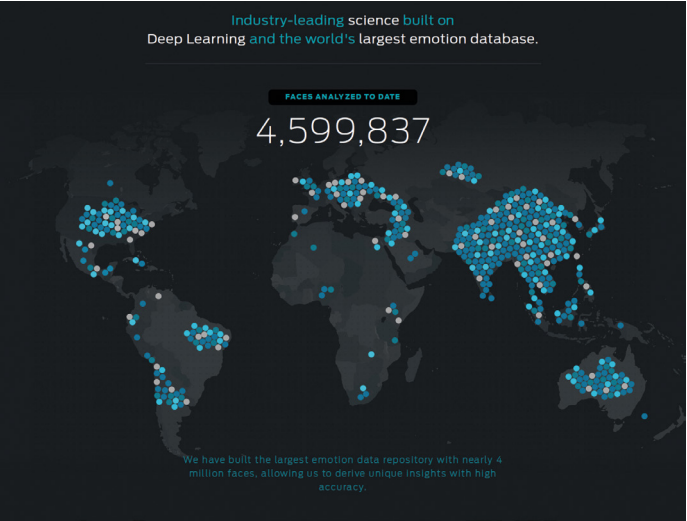 Industry-leading science built on
Deep Learning and the world's largest emotion database.
FACES ANALYZED TO DATE
4,599,837
We have built the largest emotion data repository with nearly 4
million faces, allowing us to derive unique insights with high
accuracy.